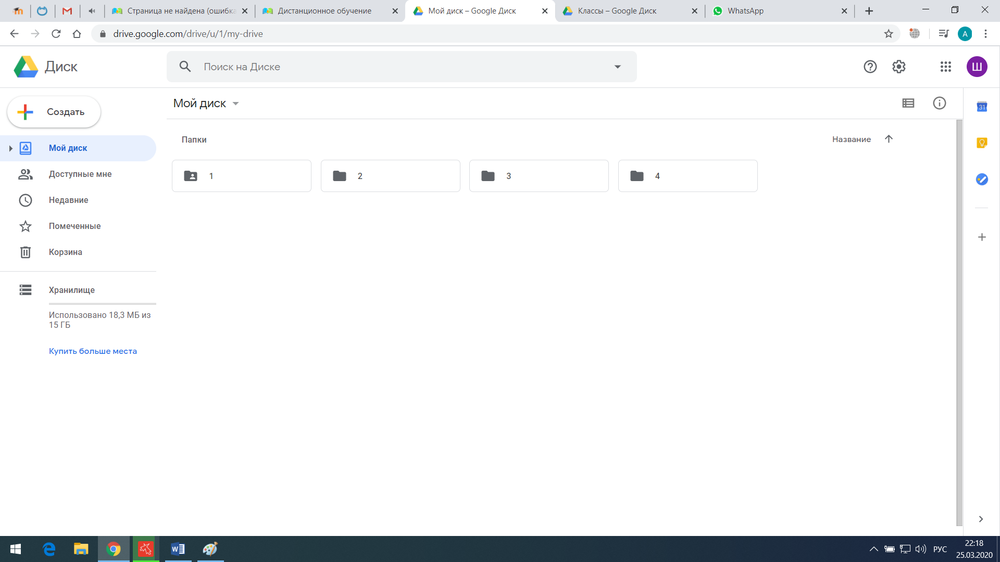 Страница не найдена (ошибка
Дистанционное обучение
Мой диск – Google Диск
Классы – Google Диск
WhatsApp
drive.google.com/drive/u/1/my-drive
A
Диск
Поиск на Диске
Ш
Создать
Мой диск
31
Папки
Название
Мой диск
1
2
3
4
Доступные мне
Недавние
Помеченные
Корзина
Хранилище
Использовано 18,3 МБ из
15 ГБ
Купить больше места
РУС
22:18
25.03.2020